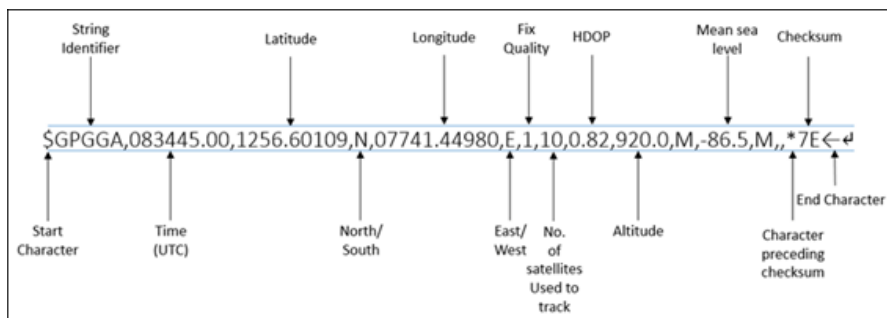 String
Identifier
Latitude
Longitude
Fix
Quality
HDOP
Mean sea
level
Checksum
$GPGGA,083445.00,1256.60109,N,07741.44980,E,1,10,0.82,920.0,M,-86.5,M,,*7E←↵
End Character
Start
Character
Time
(UTC)
North/
South
East/
West
No.
of
satellites
Used to
track
Altitude
Character
preceding
checksum